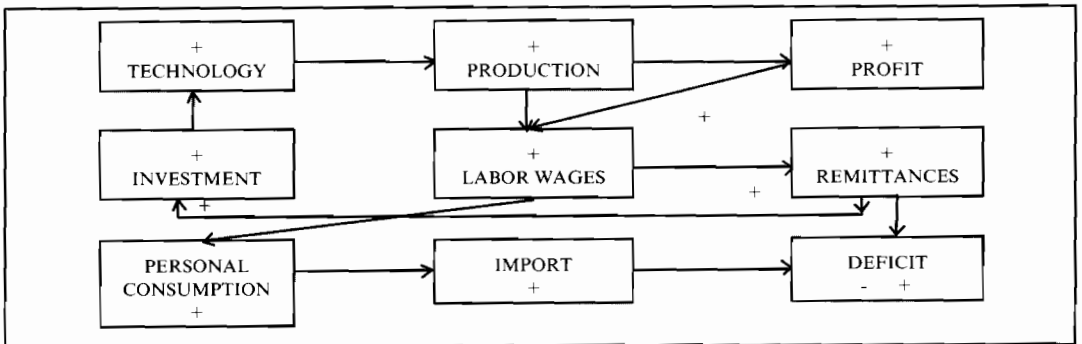 +
TECHNOLOGY
+
PRODUCTION
+
PROFIT
+
+
INVESTMENT
+
LABOR WAGES
+
REMITTANCES
+
+
PERSONAL
CONSUMPTION
+
IMPORT
+
DEFICIT
- +